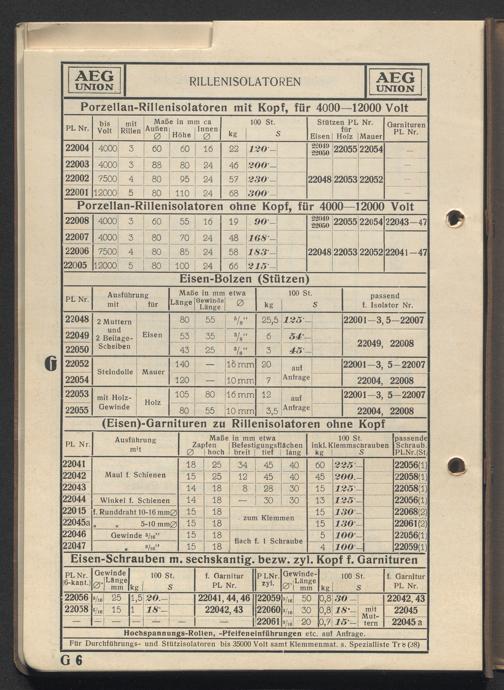 AEG UNION RILLENISOLATOREN AEG UNION
Porzellan-Rillenisolatoren mit Kopf, für 4000—12000 Volt
PL Nr. bis Volt mit Rillen Maße in mm ca Außen Ø Höhe Innen Ø 100 St. kg S Stützen PL Nr. für Eisen Holz Mauer Garnituren PL Nr.
22004 4000 3 60 60 16 22 120·— 22049 22050 22055 22054 —
22003 4000 3 88 80 24 46 200·—
22002 7500 4 80 95 24 57 230·— 22048 22053 22052 —
22001 12000 5 80 110 24 68 300·—
Porzellan-Rillenisolatoren ohne Kopf, für 4000—12000 Volt
22008 4000 3 60 55 16 19 90·— 22049 22050 22055 22054 22043—47
22007 4000 3 80 70 24 48 168·—
22006 7500 4 80 85 24 58 183·— 22048 22053 22052 22041—47
22005 12000 5 80 100 24 66 215·—
Eisen-Bolzen (Stützen)
PL Nr. Ausführung mit für Maße in mm etwa Länge Gewinde Länge Ø 100 St. kg S passend f. Isolator Nr.
22048 2 Muttern und 2 Beilage-Scheiben Eisen 80 55 25,5 125·— 22001—3, 5—22007
22049 53 35 6 54·— 22049, 22008
22050 43 25 3 45·—
22052 Steindolle Mauer 140 — 16 mm 20 auf Anfrage 22001—3, 5—22007
22054 120 — 10 mm 7 22004, 22008
22053 mit Holz-Gewinde Holz 105 80 16 mm 12 auf Anfrage 22001—3, 5—22007
22055 80 55 10 mm 3,5 22004, 22008
(Eisen)-Garnituren zu Rillenisolatoren ohne Kopf
PL Nr. Ausführung mit Maße in mm etwa Zapfen Ø hoch Befestigungsflächen breit tief lang 100 St. inkl. Klemmschrauben kg S passende Schraub. PL Nr.(St.)
22041 Maul f. Schienen 18 25 34 45 40 60 225·— 22056(1)
22042 15 25 12 45 40 45 200.— 22058(1)
22043 14 18 8 28 30 15 125·— 22058(1)
22044 Winkel f. Schienen 14 18 — 30 30 13 125·— 22056(1)
22015 f. Runddraht 10-16 mm Ø 15 18 zum Klemmen 15 130·— 22068(2)
22045a „ „ 5-10 mm Ø 15 18 15 130·— 22061(2)
22046 Gewinde 15 18 flach f. 1 Schraube 5 100·— 22056(1)
22047 „ 15 18 4 100·— 22059(1)
Eisen-Schrauben m. sechskantig. bezw. zyl. Kopf f. Garnituren
PL Nr. 6-kant. Gewinde Ø Länge mm 100 St. kg S f. Garnitur PL Nr. PL Nr. zyl. Gewinde- Ø Länge mm 100 St. kg S f. Garnitur PL Nr.
22056 5/16 25 1,5 20.— 22041, 44, 46 22059 5/16 50 0,8 30 — 22042, 43
22058 5/16 15 1 18·— 22042, 43 22060 30 0,8 18·— mit Muttern 22045
— — — — — — 22061 20 0,7 15·— 22045 a
Hochspannungs-Rollen, -Pfeifeneinführungen etc. auf Anfrage.
Für Durchführungs- und Stützisolatoren bis 35000 Volt samt Klemmenmat. s. Spezialliste Tr 8 (38)
G
G 6